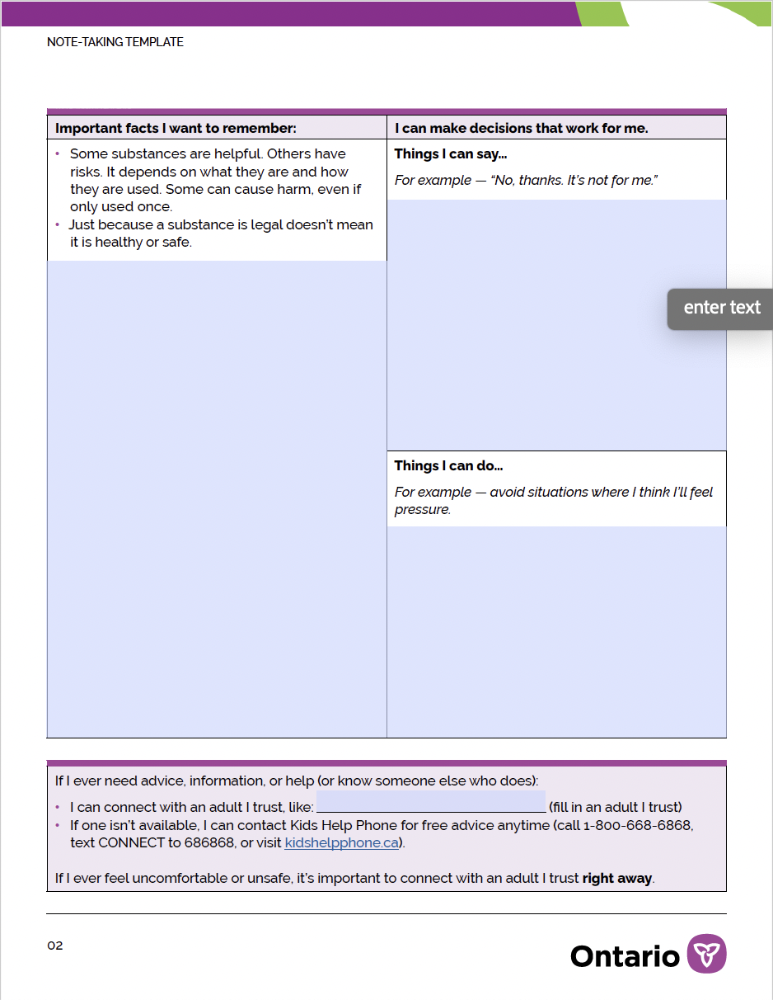 NOTE-TAKING TEMPLATE
Important facts I want to remember:
• Some substances are helpful. Others have
risks. It depends on what they are and how
they are used. Some can cause harm, even if
only used once.
• Just because a substance is legal doesn’t mean
it is healthy or safe.
I can make decisions that work for me.
Things I can say…
For example — “No, thanks. It’s not for me.”
enter text
Things I can do…
For example — avoid situations where I think I’ll feel
pressure.
If I ever need advice, information, or help (or know someone else who does):
• I can connect with an adult I trust, like: (fill in an adult I trust)
• If one isn’t available, I can contact Kids Help Phone for free advice anytime (call 1-800-668-6868,
text CONNECT to 686868, or visit kidshelpphone.ca).
If I ever feel uncomfortable or unsafe, it’s important to connect with an adult I trust right away.
02
Ontario